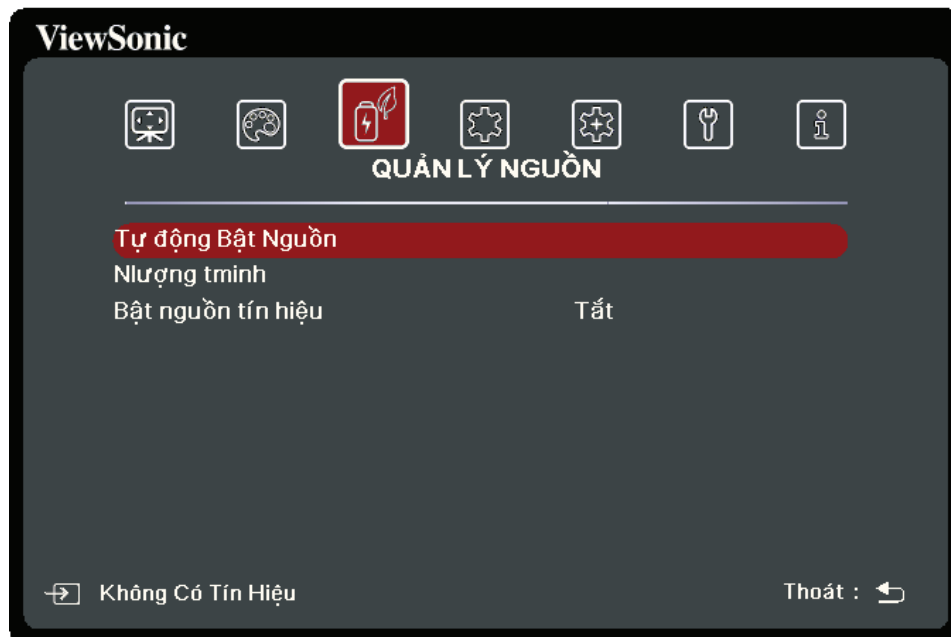 ViewSonic
QUẢN LÝ NGUỒN
Tự động Bật Nguồn
Nlượng tminh
Bật nguồn tín hiệu Tắt
Không Có Tín Hiệu Thoát :